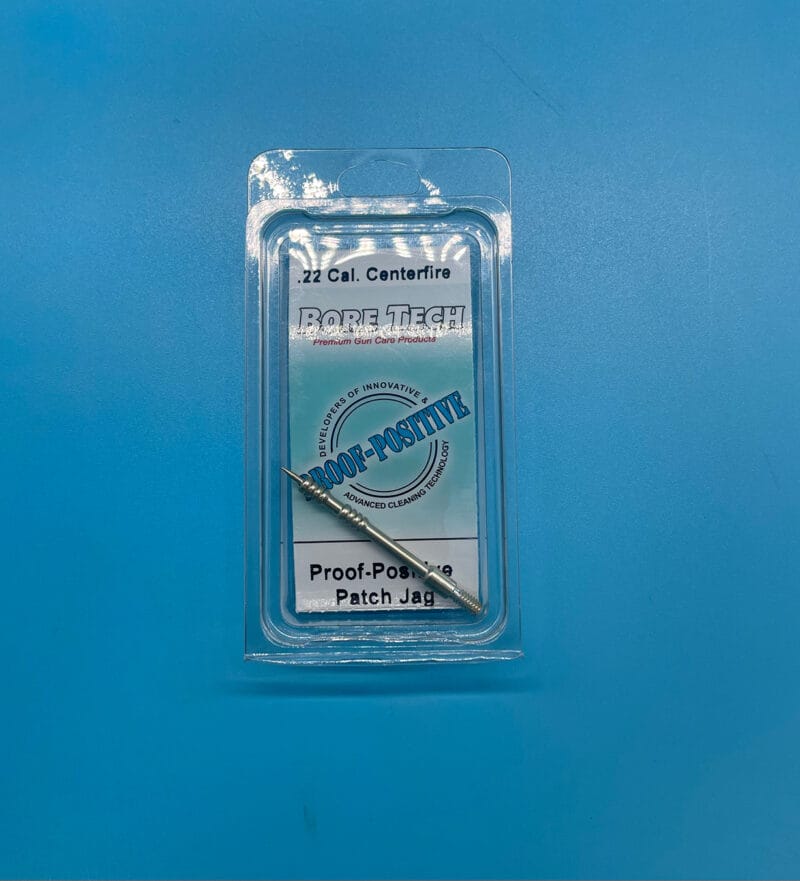 .22 Cal. Centerfire
BORE TECH
Premium Gun Care Products
DEVELOPERS OF INNOVATIVE &
PROOF-POSITIVE
ADVANCED CLEANING TECHNOLOGY
Proof-Positive
Patch Jag